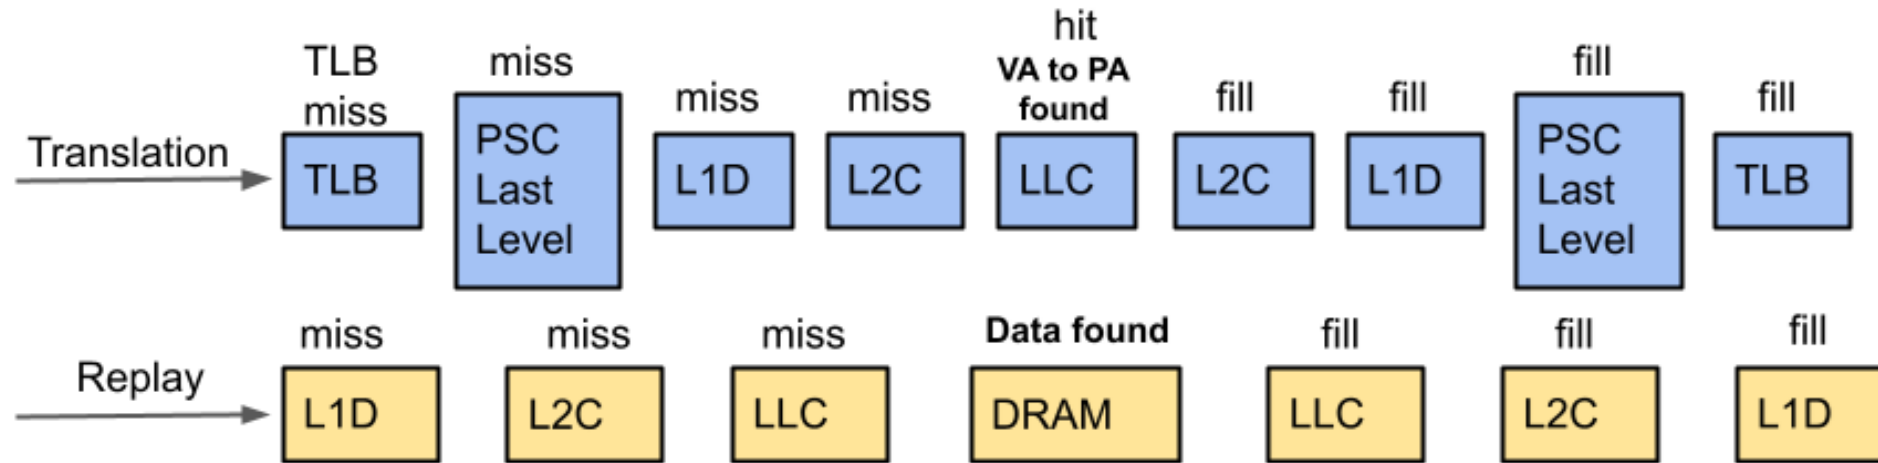 Translation
TLB
miss
TLB
miss
PSC
Last
Level
miss
L1D
miss
L2C
hit
VA to PA
found
LLC
fill
L2C
fill
L1D
fill
PSC
Last
Level
fill
TLB
Replay
miss
L1D
miss
L2C
miss
LLC
Data found
DRAM
fill
LLC
fill
L2C
fill
L1D